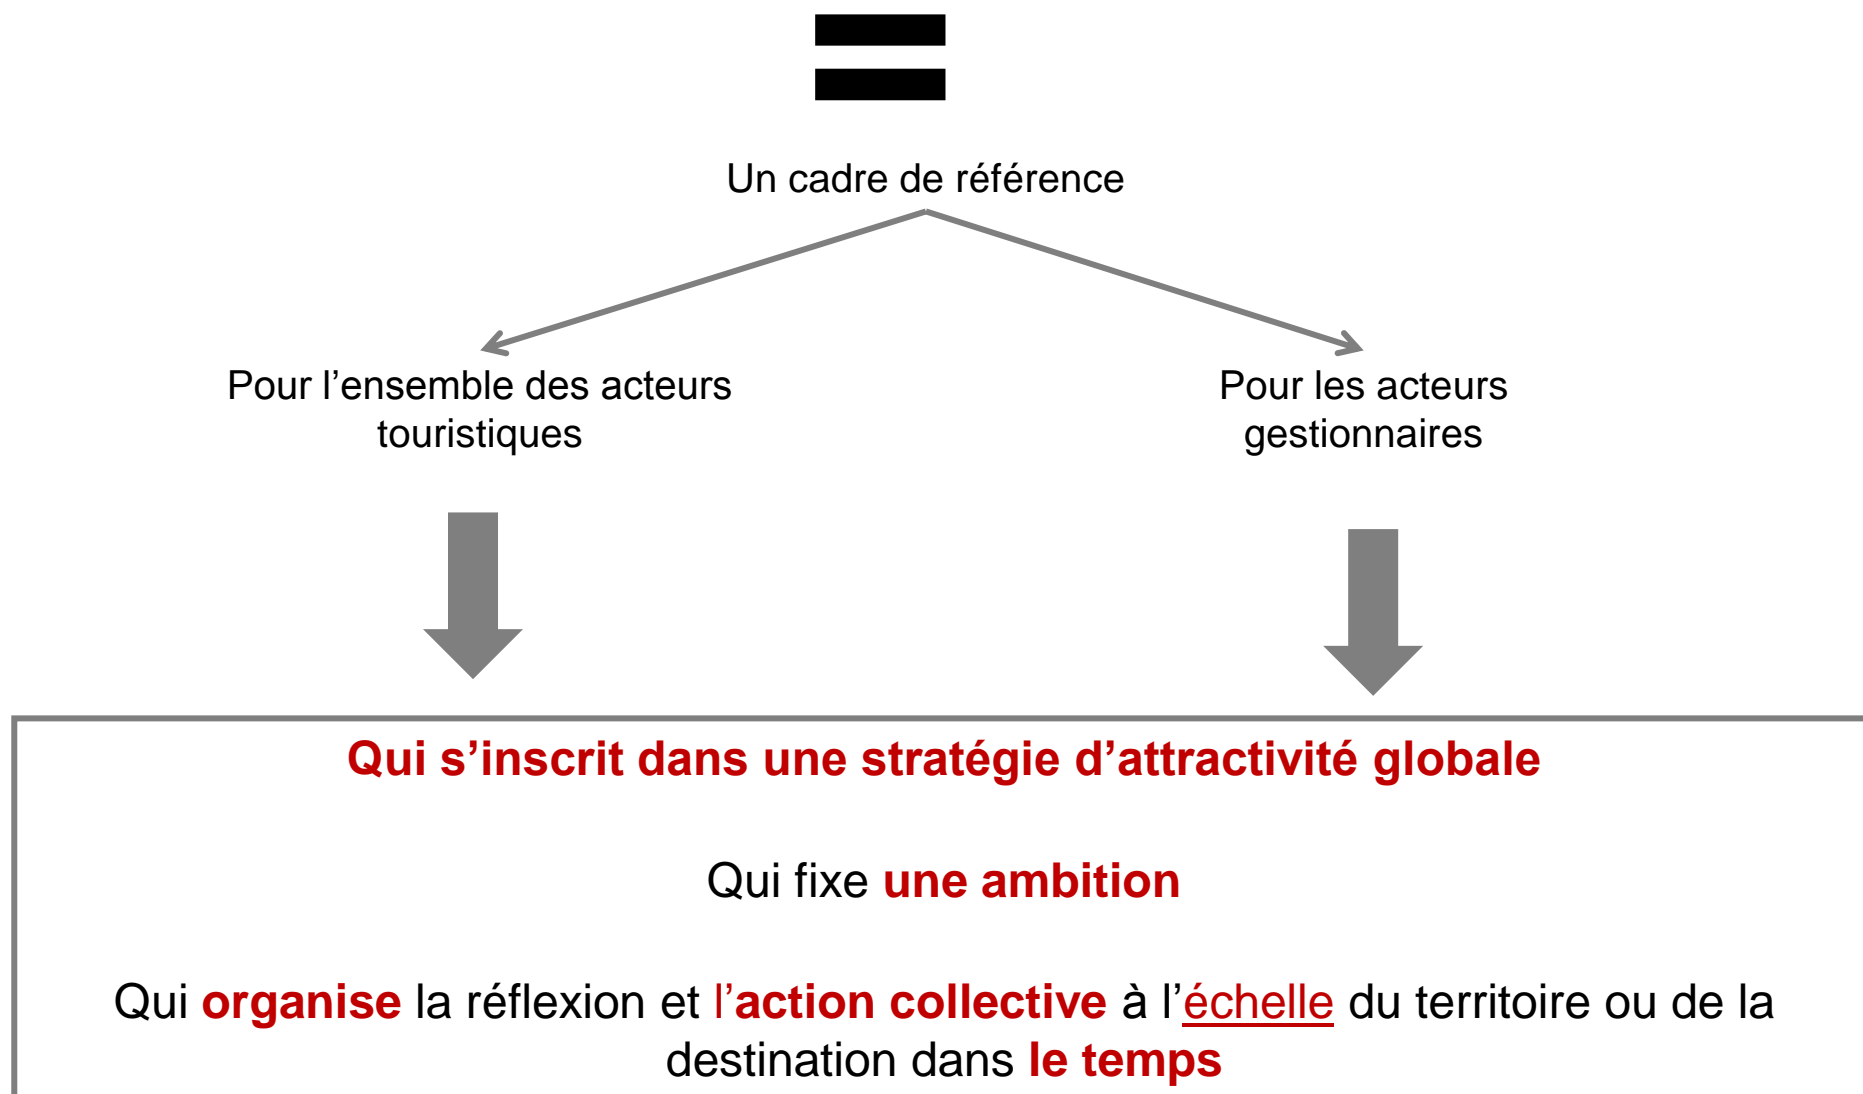 Un cadre de référence
Pour l’ensemble des acteurs
touristiques
Pour les acteurs
gestionnaires
Qui s’inscrit dans une stratégie d’attractivité globale
Qui fixe une ambition
Qui organise la réflexion et l’action collective à l’échelle du territoire ou de la
destination dans le temps